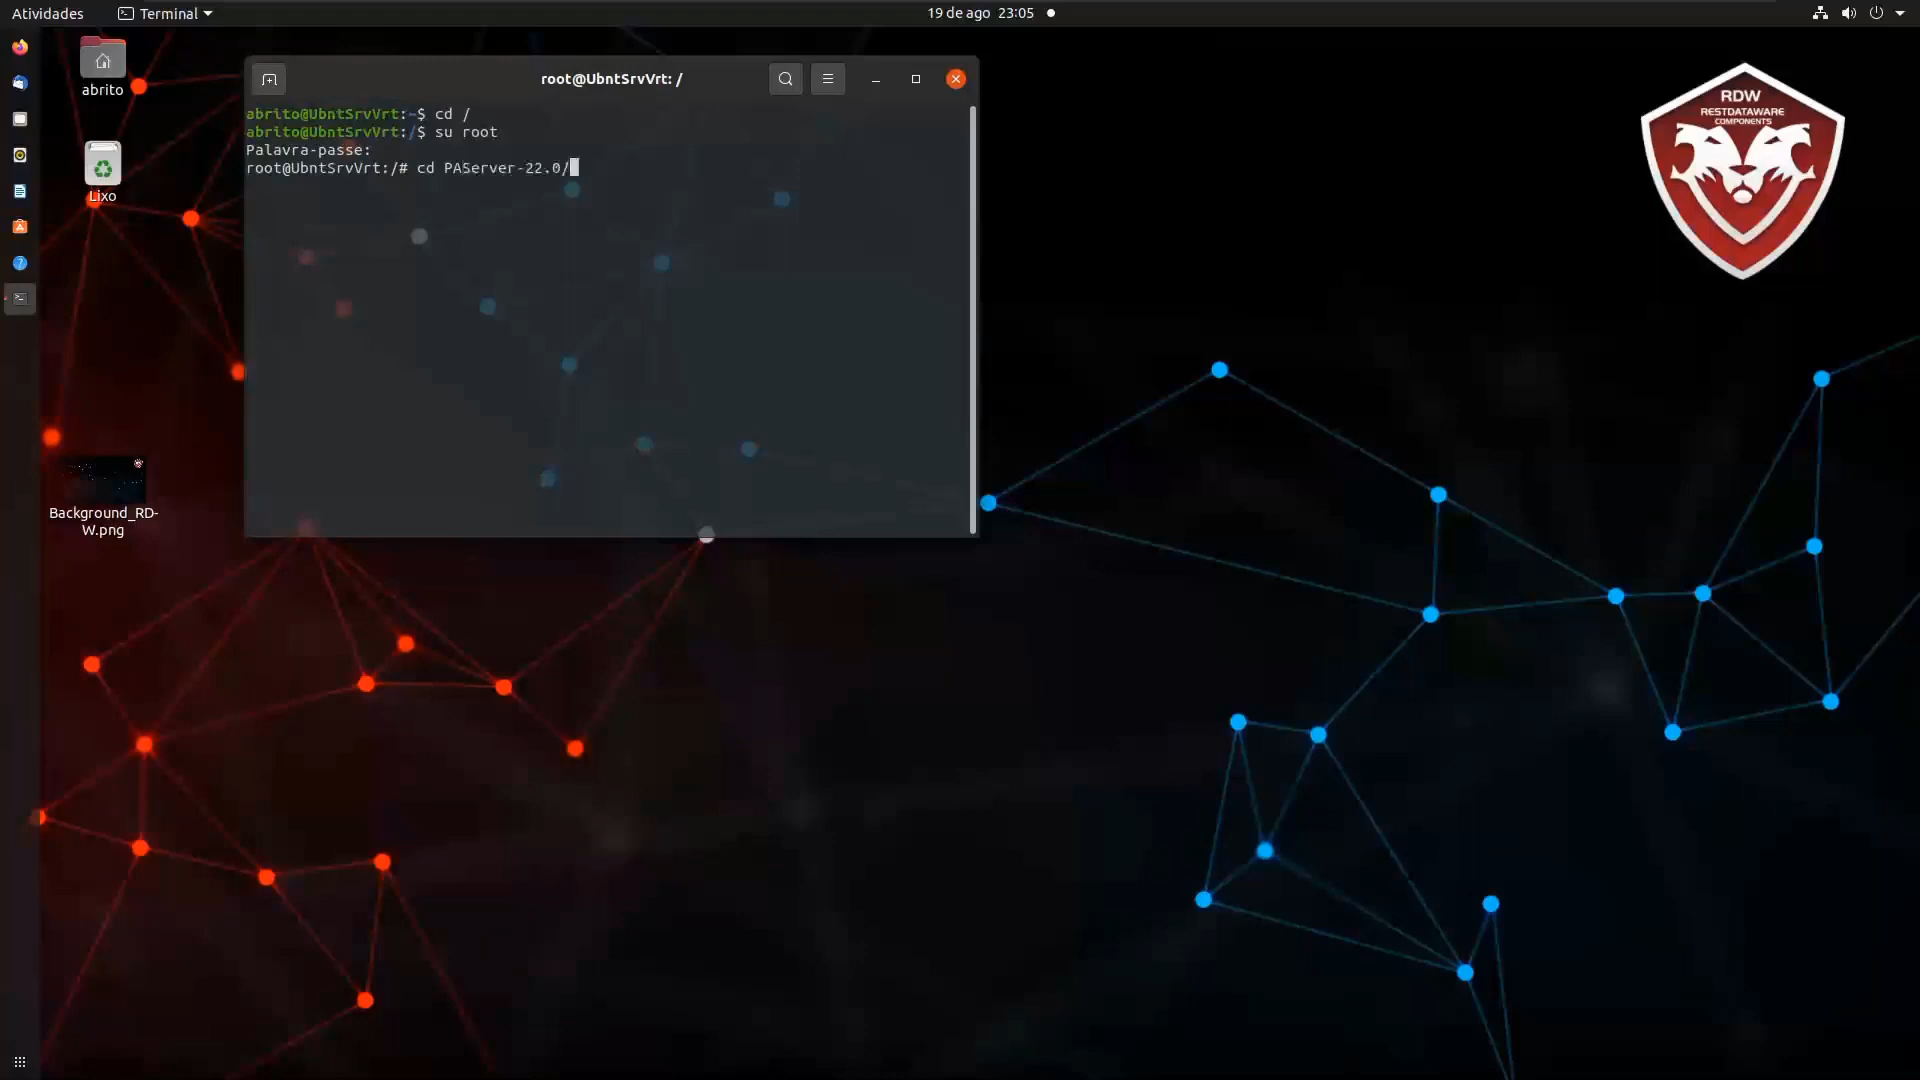 Atividades
Terminal
19 de ago 23:05
abrito
Lixo
Background_RD-
W.png
root@UbntSrvVrt: /
abrito@UbntSrvVrt:~$ cd /
abrito@UbntSrvVrt:/$ su root
Palavra-passe:
root@UbntSrvVrt:/# cd PAServer-22.0/
RDW
RESTDATAWARE
COMPONENTS